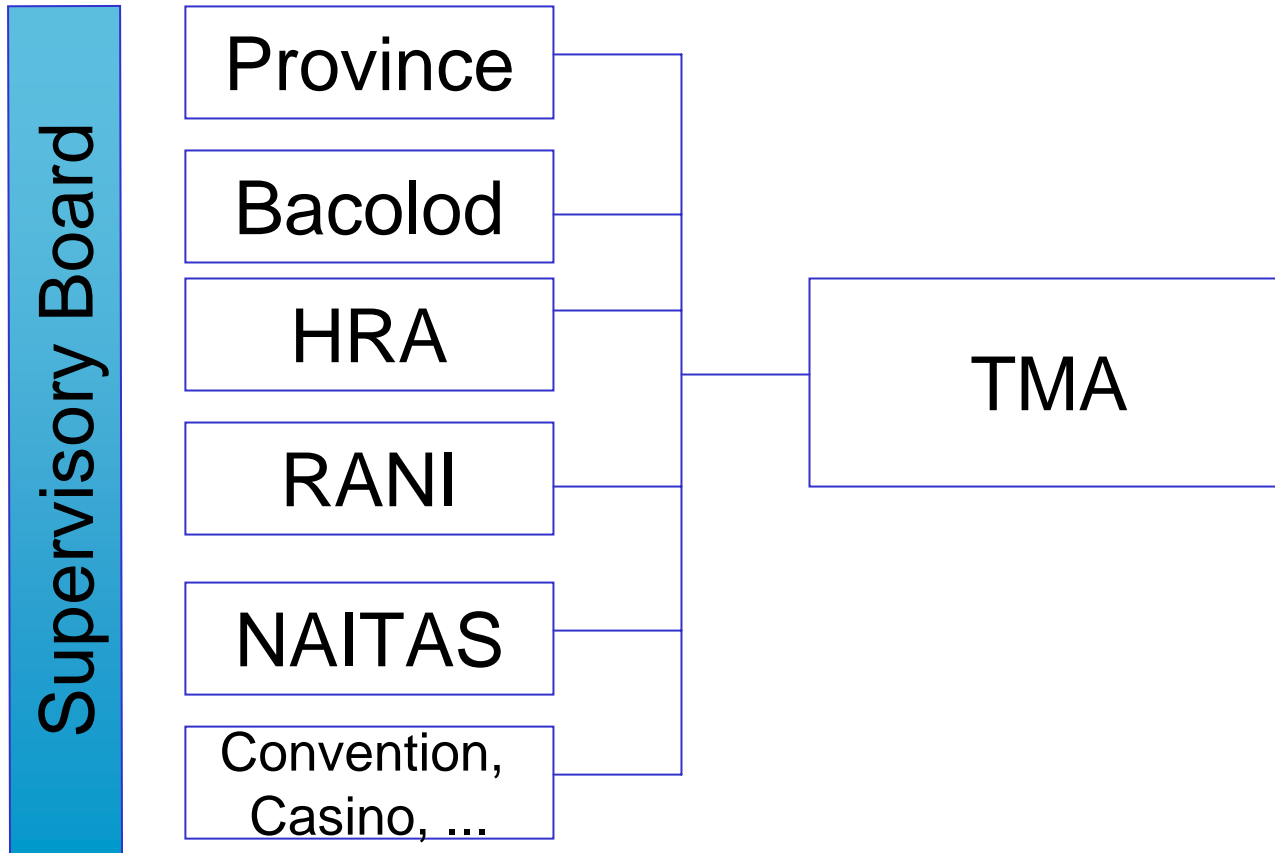 Supervisory Board
Province
Bacolod
HRA
RANI
NAITAS
Convention,
Casino, ...
TMA